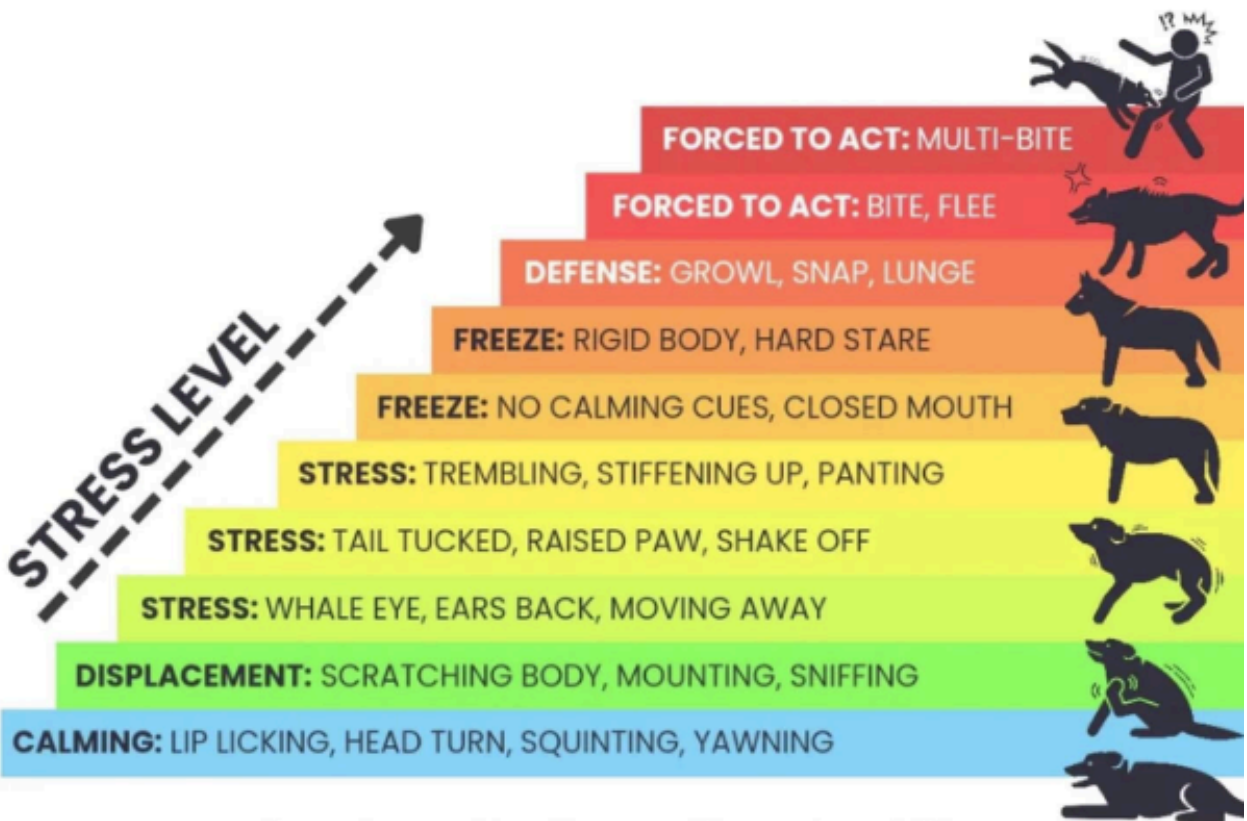 !?
FORCED TO ACT: MULTI-BITE
FORCED TO ACT: BITE, FLEE
DEFENSE: GROWL, SNAP, LUNGE
FREEZE: RIGID BODY, HARD STARE
FREEZE: NO CALMING CUES, CLOSED MOUTH
STRESS: TREMBLING, STIFFENING UP, PANTING
STRESS: TAIL TUCKED, RAISED PAW, SHAKE OFF
STRESS: WHALE EYE, EARS BACK, MOVING AWAY
DISPLACEMENT: SCRATCHING BODY, MOUNTING, SNIFFING
CALMING: LIP LICKING, HEAD TURN, SQUINTING, YAWNING
STRESS LEVEL